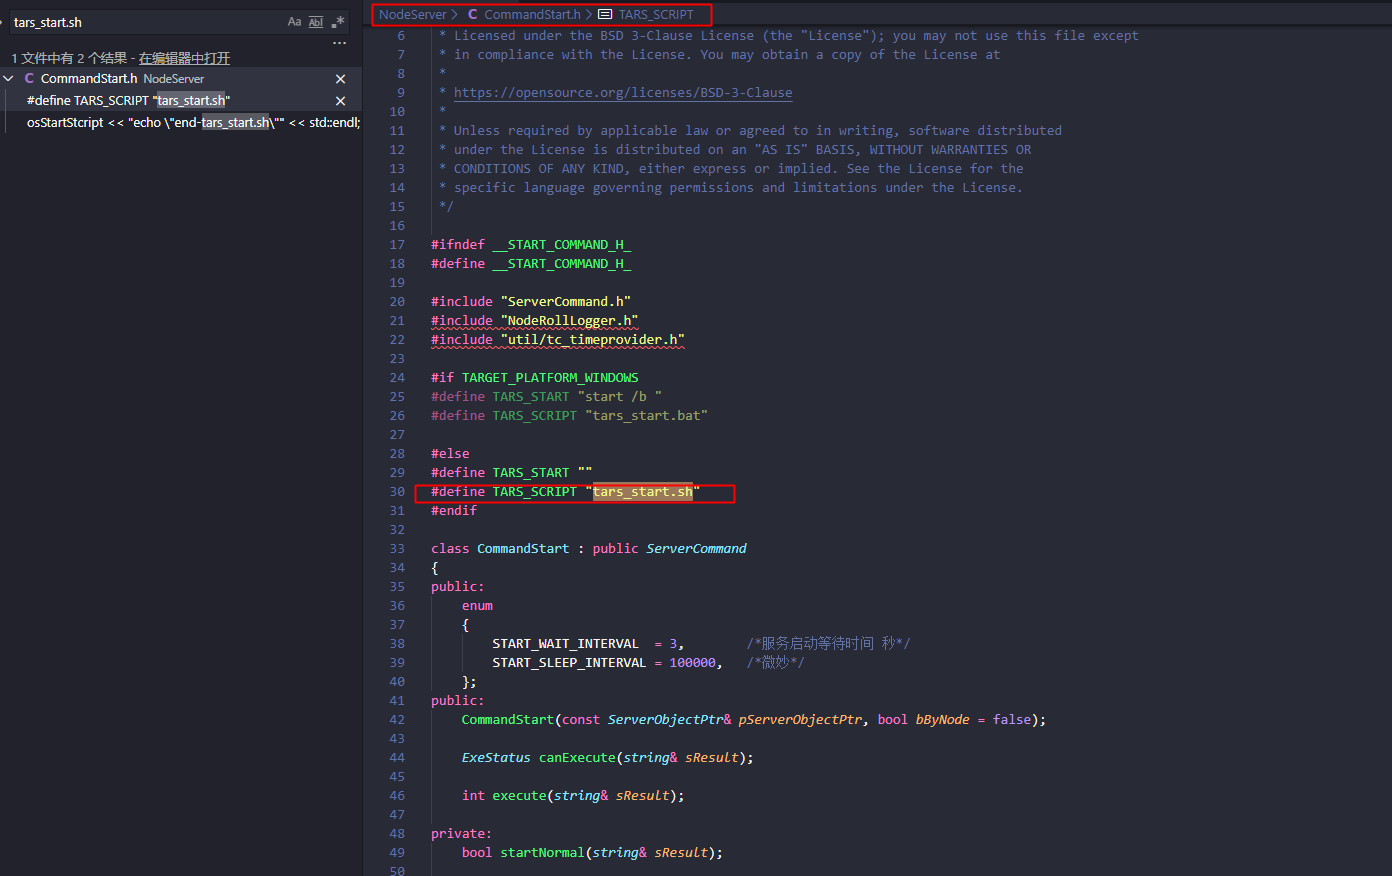 tars_start.sh
Aa Abl .*
...
1 文件中有 2 个结果 - 在编辑器中打开
C CommandStart.h NodeServer
#define TARS_SCRIPT "tars_start.sh"
osStartStcript << "echo \"end-tars_start.sh\"" << std::endl;
NodeServer > C CommandStart.h > TARS_SCRIPT
6 * Licensed under the BSD 3-Clause License (the "License"); you may not use this file except
7 * in compliance with the License. You may obtain a copy of the License at
8 *
9 * https://opensource.org/licenses/BSD-3-Clause
10 *
11 * Unless required by applicable law or agreed to in writing, software distributed
12 * under the License is distributed on an "AS IS" BASIS, WITHOUT WARRANTIES OR
13 * CONDITIONS OF ANY KIND, either express or implied. See the License for the
14 * specific language governing permissions and limitations under the License.
15 */
16
17 #ifndef __START_COMMAND_H_
18 #define __START_COMMAND_H_
19
20 #include "ServerCommand.h"
21 #include "NodeRollLogger.h"
22 #include "util/tc_timeprovider.h"
23
24 #if TARGET_PLATFORM_WINDOWS
25 #define TARS_START "start /b "
26 #define TARS_SCRIPT "tars_start.bat"
27
28 #else
29 #define TARS_START ""
30 #define TARS_SCRIPT "tars_start.sh"
31 #endif
32
33 class CommandStart : public ServerCommand
34 {
35 public:
36 enum
37 {
38 START_WAIT_INTERVAL = 3, /*服务启动等待时间 秒*/
39 START_SLEEP_INTERVAL = 100000, /*微妙*/
40 };
41 public:
42 CommandStart(const ServerObjectPtr& pServerObjectPtr, bool bByNode = false);
43
44 ExeStatus canExecute(string& sResult);
45
46 int execute(string& sResult);
47
48 private:
49 bool startNormal(string& sResult);
50